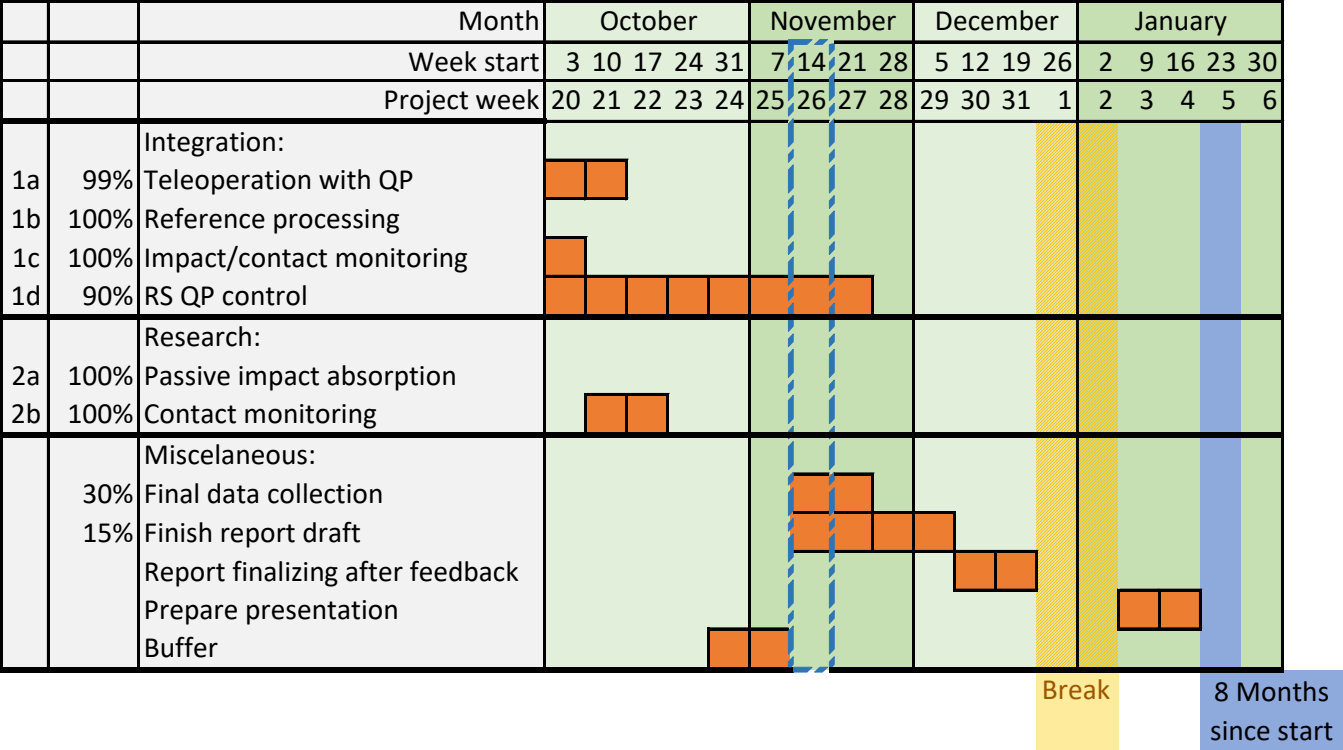 Month October November December January
Week start 3 10 17 24 31 7 14 21 28 5 12 19 26 2 9 16 23 30
Project week 20 21 22 23 24 25 26 27 28 29 30 31 1 2 3 4 5 6
Integration:
1a 99% Teleoperation with QP
1b 100% Reference processing
1c 100% Impact/contact monitoring
1d 90% RS QP control
Research:
2a 100% Passive impact absorption
2b 100% Contact monitoring
Miscelaneous:
30% Final data collection
15% Finish report draft
Report finalizing after feedback
Prepare presentation
Buffer
Break 8 Months
since start